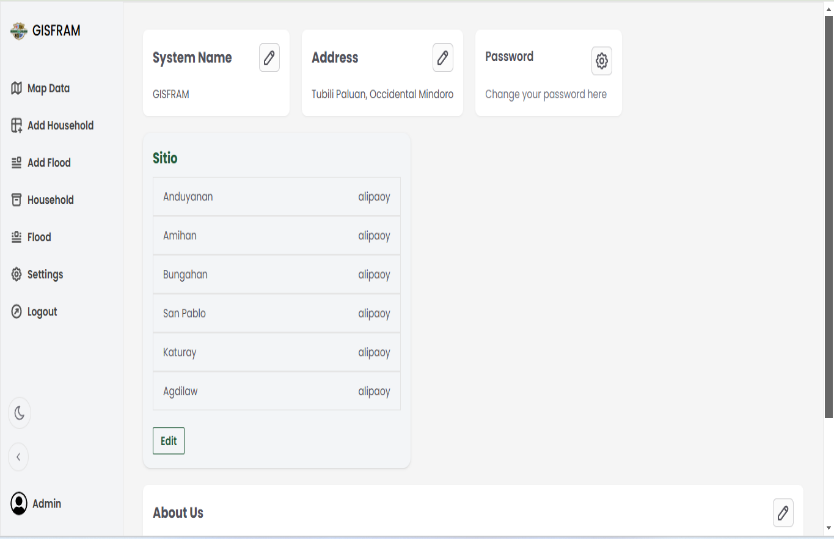 GISFRAM
Map Data
Add Household
Add Flood
Household
Flood
Settings
Logout
Admin
System Name
GISFRAM
Address
Tubili Paluan, Occidental Mindoro
Password
Change your password here
Sitio
Anduyanan alipaoy
Amihan alipaoy
Bungahan alipaoy
San Pablo alipaoy
Katuray alipaoy
Agdilaw alipaoy
Edit
About Us